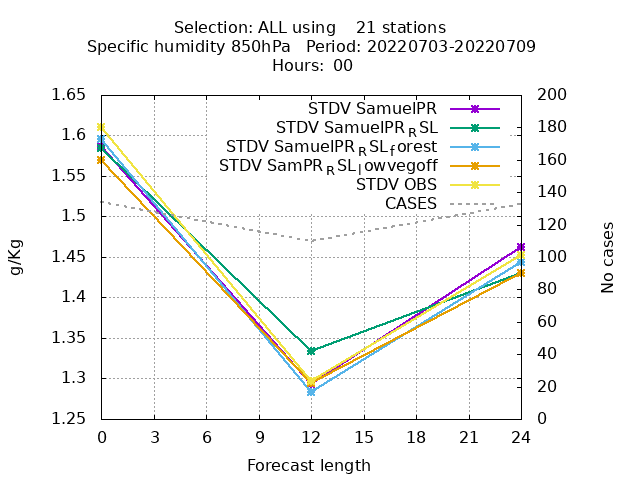 Selection: ALL using    21 stations
Specific humidity 850hPa   Period: 20220703-20220709
Hours:  00
1.65
1.6
1.55
1.5
1.45
1.4
1.35
1.3
1.25
g/Kg
STDV SamuelPR
STDV SamuelPR_RSL
STDV SamuelPR_RSL_forest
STDV SamPR_RSL_lowvegoff
STDV OBS
CASES
200
180
160
140
120
100
80
60
40
20
0
No cases
0 3 6 9 12 15 18 21 24
Forecast length